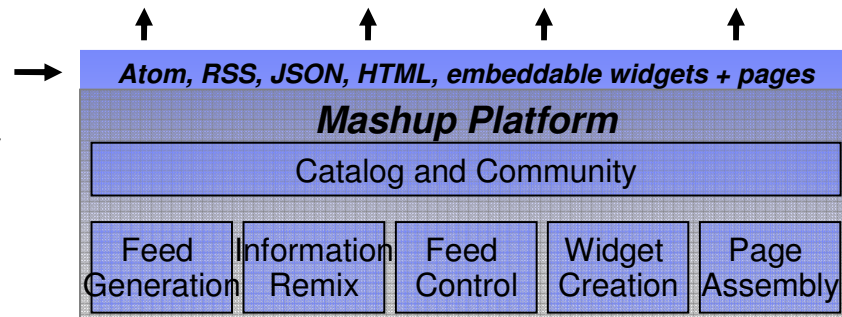 Atom, RSS, JSON, HTML, embeddable widgets + pages
Mashup Platform
Catalog and Community
Feed
Generation
Information
Remix
Feed
Control
Widget
Creation
Page
Assembly